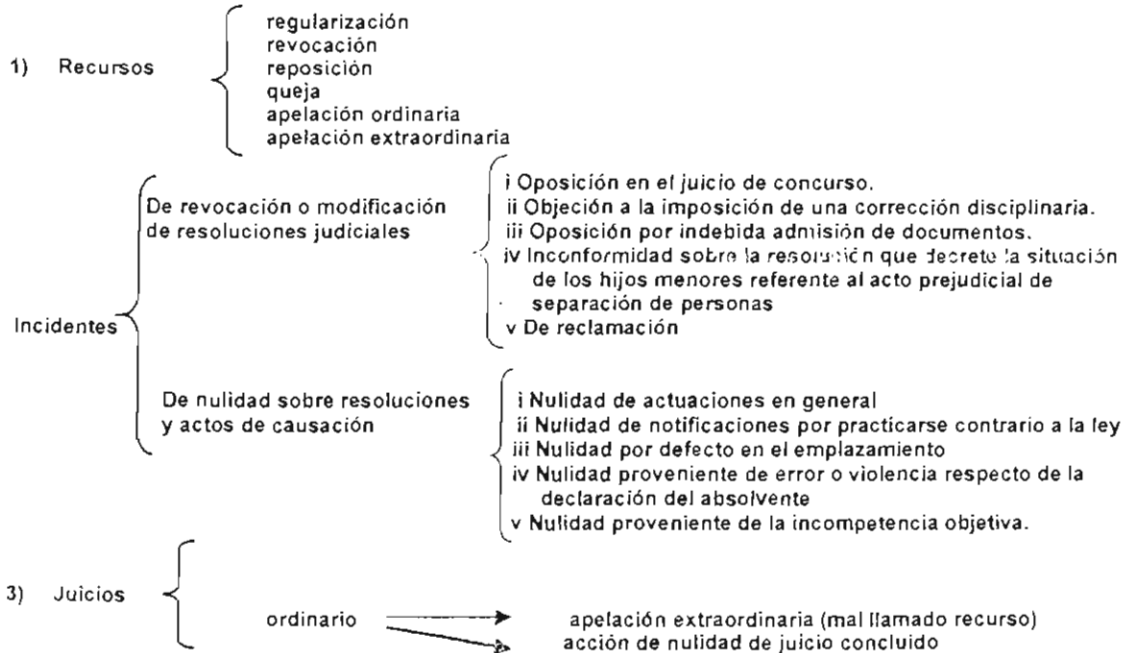 1) Recursos
regularización
revocación
reposición
queja
apelación ordinaria
apelación extraordinaria
Incidentes
De revocación o modificación
de resoluciones judiciales
i Oposición en el juicio de concurso.
ii Objeción a la imposición de una corrección disciplinaria.
iii Oposición por indebida admisión de documentos.
iv Inconformidad sobre la resolución que decrete la situación
de los hijos menores referente al acto prejudicial de
separación de personas
v De reclamación
De nulidad sobre resoluciones
y actos de causación
i Nulidad de actuaciones en general
ii Nulidad de notificaciones por practicarse contrario a la ley
iii Nulidad por defecto en el emplazamiento
iv Nulidad proveniente de error o violencia respecto de la
declaración del absolvente
v Nulidad proveniente de la incompetencia objetiva.
3) Juicios
ordinario
apelación extraordinaria (mal llamado recurso)
acción de nulidad de juicio concluido